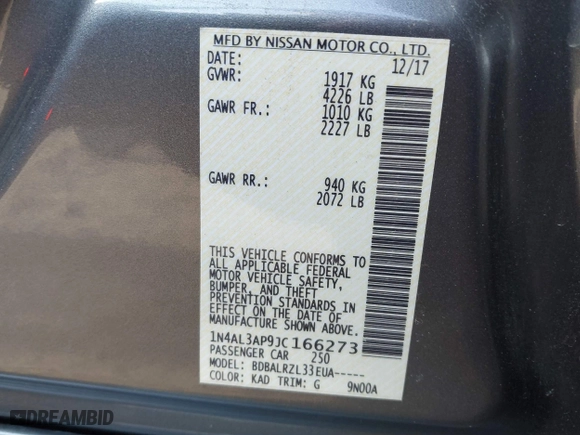 MFD BY NISSAN MOTOR CO., LTD.
DATE: 12/17
GVWR: 1917 KG
4226 LB
GAWR FR.: 1010 KG
2227 LB
GAWR RR.: 940 KG
2072 LB
THIS VEHICLE CONFORMS TO
ALL APPLICABLE FEDERAL
MOTOR VEHICLE SAFETY,
BUMPER, AND THEFT
PREVENTION STANDARDS IN
EFFECT ON THE DATE OF
MANUFACTURE SHOWN ABOVE.
1N4AL3AP9JC166273
PASSENGER CAR 250
MODEL: BDBALRZL33EUA-----
COLOR: KAD TRIM: G 9N00A
DREAMBID